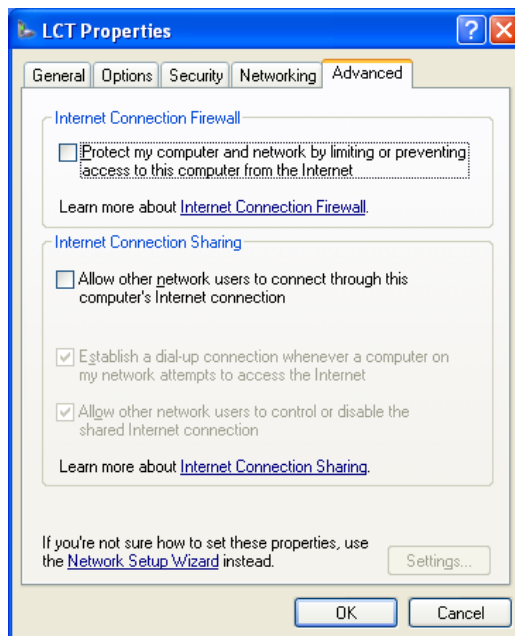 LCT Properties
General Options Security Networking Advanced
Internet Connection Firewall
Protect my computer and network by limiting or preventing
access to this computer from the Internet
Learn more about Internet Connection Firewall.
Internet Connection Sharing
Allow other network users to connect through this
computer's Internet connection
Establish a dial-up connection whenever a computer on
my network attempts to access the Internet
Allow other network users to control or disable the
shared Internet connection
Learn more about Internet Connection Sharing.
If you're not sure how to set these properties, use
the Network Setup Wizard instead.
Settings...
OK Cancel